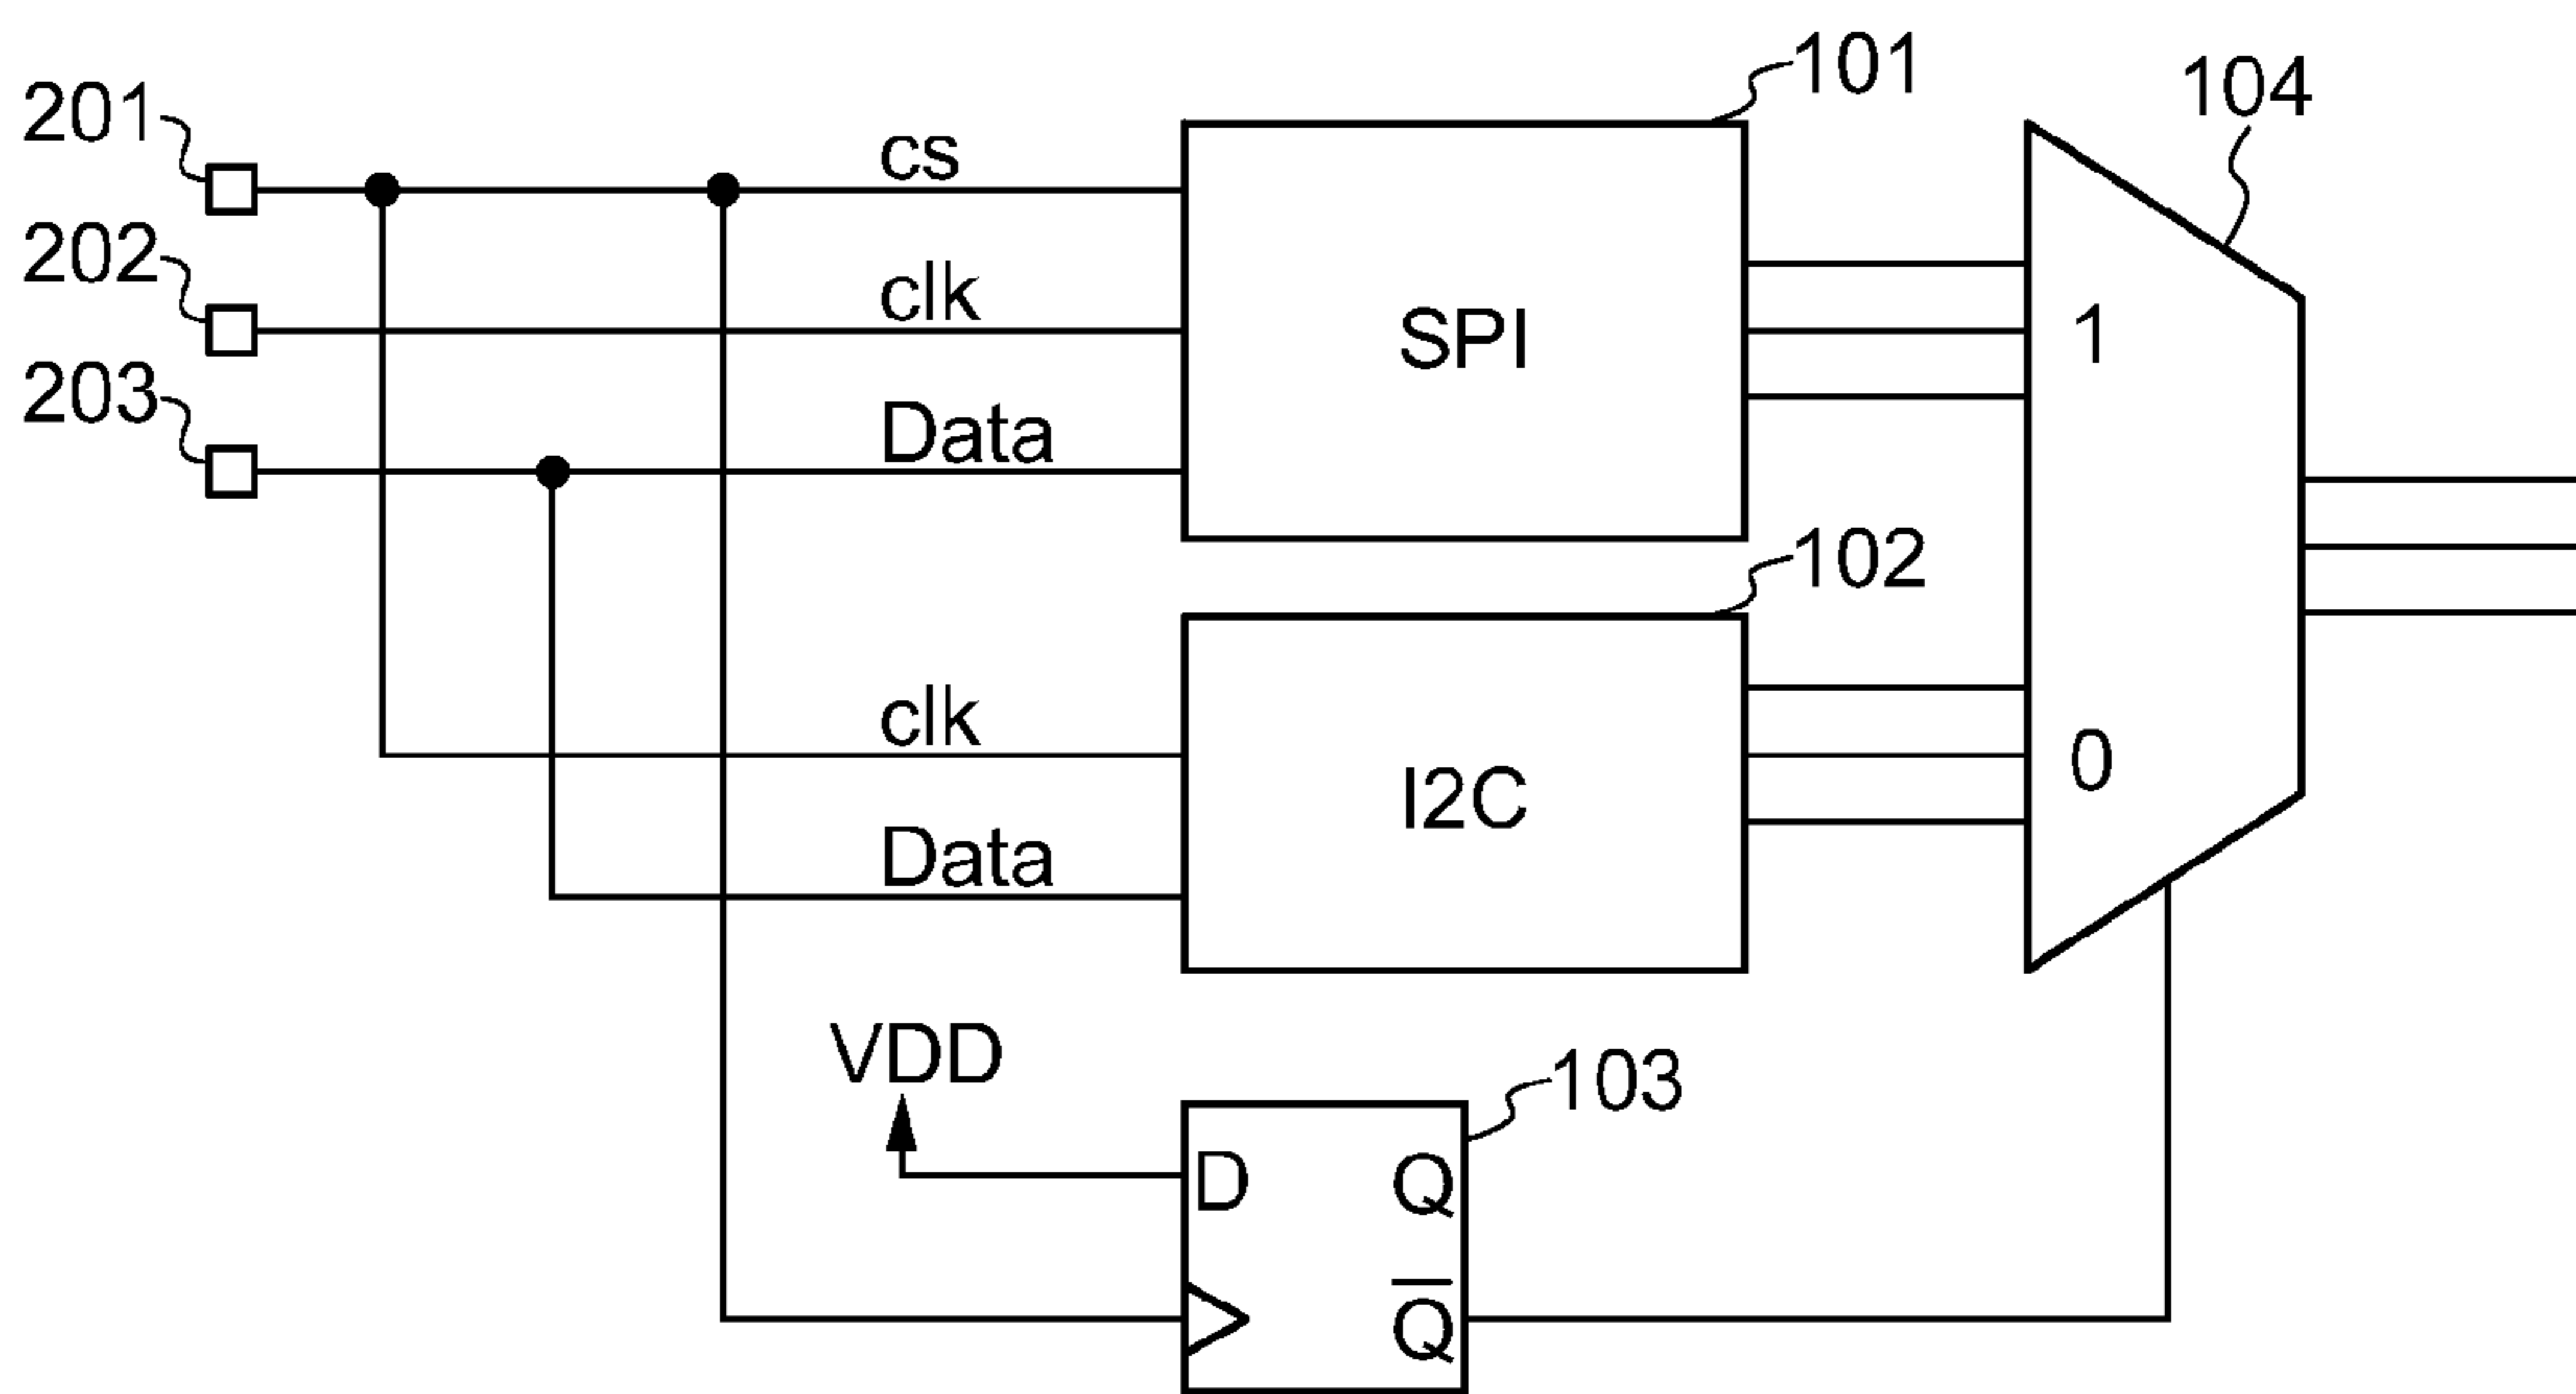 101
104
201
cs
202
clk
SPI
1
203
Data
102
clk
0
I2C
Data
VDD
103
D Q
Q̅